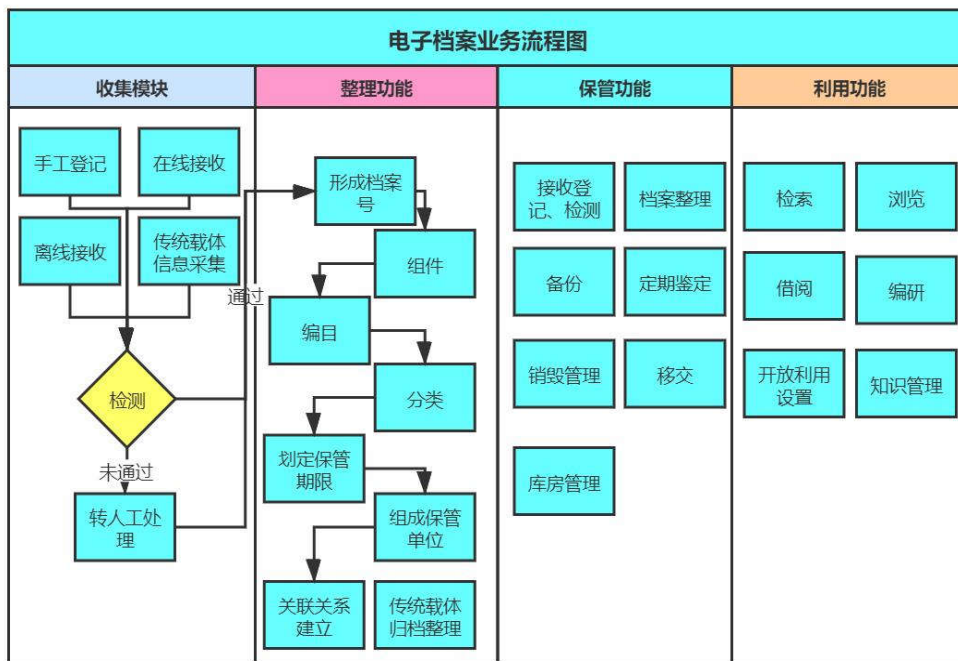 电子档案业务流程图
收集模块
整理功能
保管功能
利用功能
手工登记
在线接收
离线接收
传统载体
信息采集
通过
检测
未通过
转人工处
理
形成档案
号
组件
编目
分类
划定保管
期限
组成保管
单位
关联关系
建立
传统载体
归档整理
接收登
记、检测
档案整理
备份
定期鉴定
销毁管理
移交
库房管理
检索
浏览
借阅
编研
开放利用
设置
知识管理